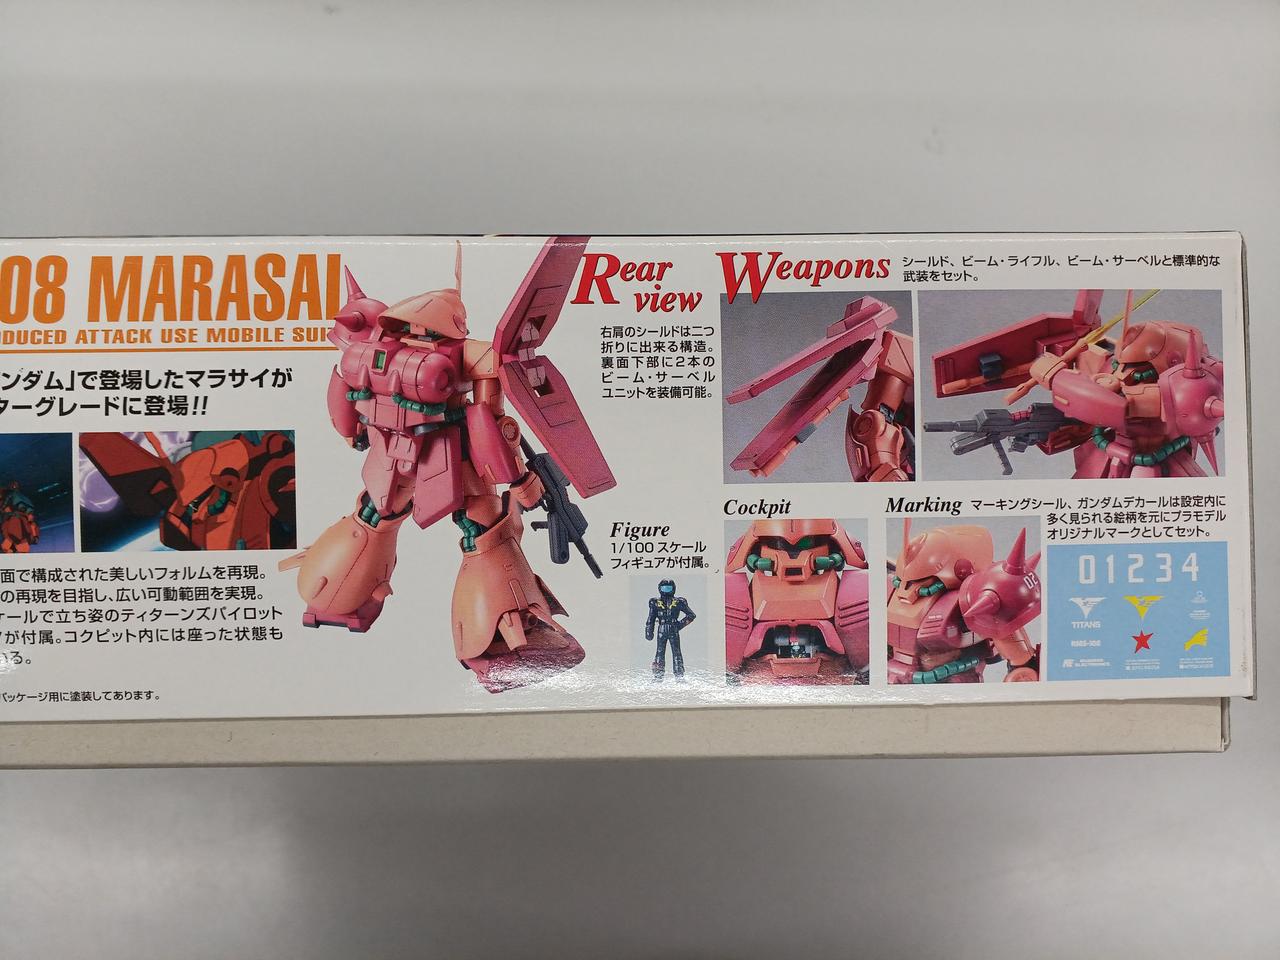 08 MARASAI
ODUCED ATTACK USE MOBILE SUIT
ンダム」で登場したマラサイが
ターグレードに登場!!
面で構成された美しいフォルムを再現。
の再現を目指し、広い可動範囲を実現。
ケールで立ち姿のティターンズパイロット
が付属。コクピット内には座った状態も
いる。
パッケージ用に塗装してあります。
Rear
view
右肩のシールドは二つ
折りに出来る構造。
裏面下部に2本の
ビーム・サーベル
ユニットを装備可能。
Figure
1/100 スケール
フィギュアが付属。
Weapons
シールド、ビーム・ライフル、ビーム・サーベルと標準的な
武装をセット。
Cockpit
Marking
マーキングシール、ガンダムデカールは設定内に
多く見られる絵柄を元にプラモデル
オリジナルマークとしてセット。
02
01234
TITANS
RMS-108
ELECTRONICS